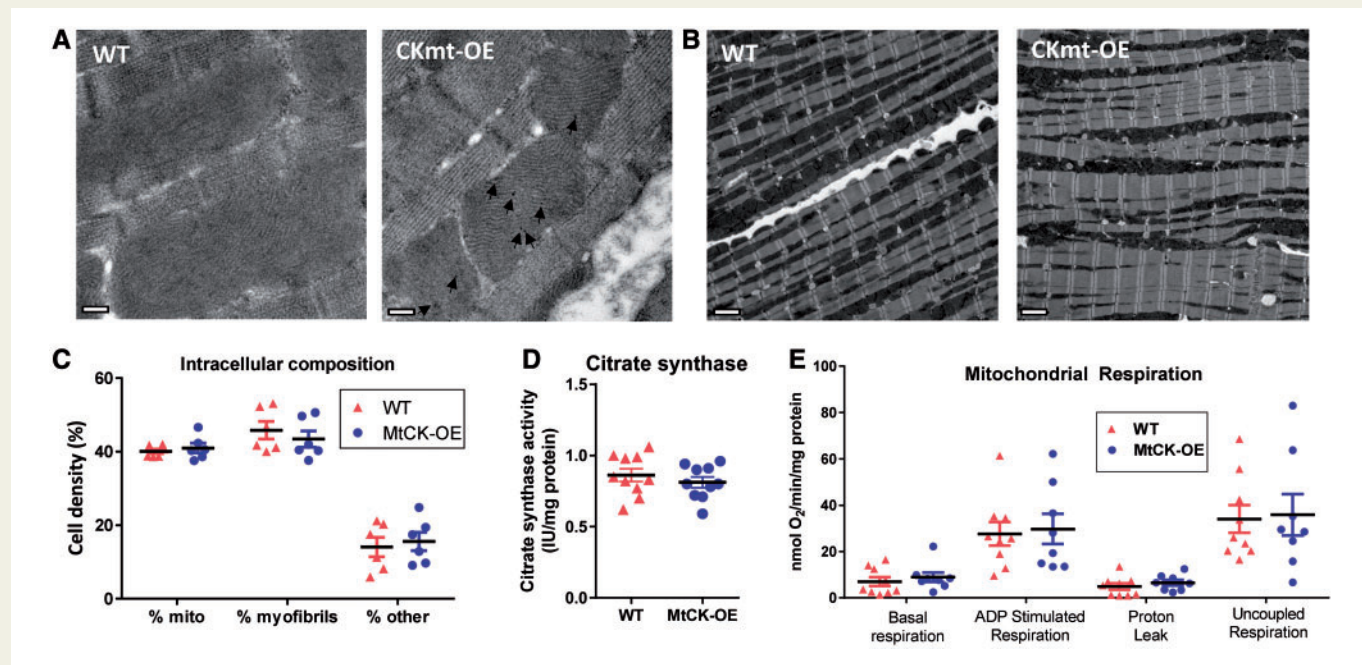 A
WT
CKmt-OE
B
WT
CKmt-OE
C
Intracellular composition
Cell density (%)
60
40
20
0
WT
MtCK-OE
% mito
% myofibrils
% other
D
Citrate synthase
Citrate synthase activity
(IU/mg protein)
1.5
1.0
0.5
0.0
WT
MtCK-OE
E
Mitochondrial Respiration
nmol O₂/min/mg protein
100
80
60
40
20
0
WT
MtCK-OE
Basal
respiration
ADP Stimulated
Respiration
Proton
Leak
Uncoupled
Respiration